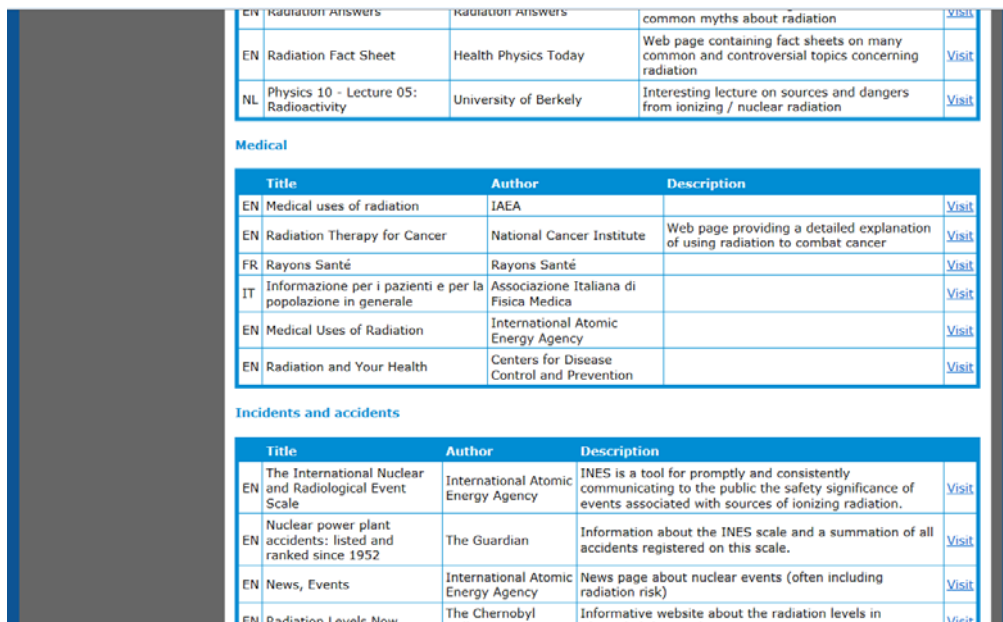 EN Radiation Answers Radiation Answers
common myths about radiation Visit
Web page containing fact sheets on many
EN Radiation Fact Sheet Health Physics Today common and controversial topics concerning Visit
radiation
NL Physics 10 - Lecture 05: University of Berkely Interesting lecture on sources and dangers Visit
Radioactivity from ionizing / nuclear radiation
Medical
Title Author Description
EN Medical uses of radiation IAEA Visit
EN Radiation Therapy for Cancer National Cancer Institute Web page providing a detailed explanation Visit
of using radiation to combat cancer
FR Rayons Santé Rayons Santé Visit
IT Informazione per i pazienti e per la Associazione Italiana di Visit
popolazione in generale Fisica Medica
EN Medical Uses of Radiation International Atomic Visit
Energy Agency
EN Radiation and Your Health Centers for Disease Visit
Control and Prevention
Incidents and accidents
Title Author Description
The International Nuclear INES is a tool for promptly and consistently
EN and Radiological Event International Atomic communicating to the public the safety significance of Visit
Scale Energy Agency events associated with sources of ionizing radiation.
Nuclear power plant
EN accidents: listed and The Guardian Information about the INES scale and a summation of all Visit
ranked since 1952 accidents registered on this scale.
EN News, Events International Atomic News page about nuclear events (often including Visit
Energy Agency radiation risk)
The Chernobyl Informative website about the radiation levels in
EN Radiation Levels Now Visit